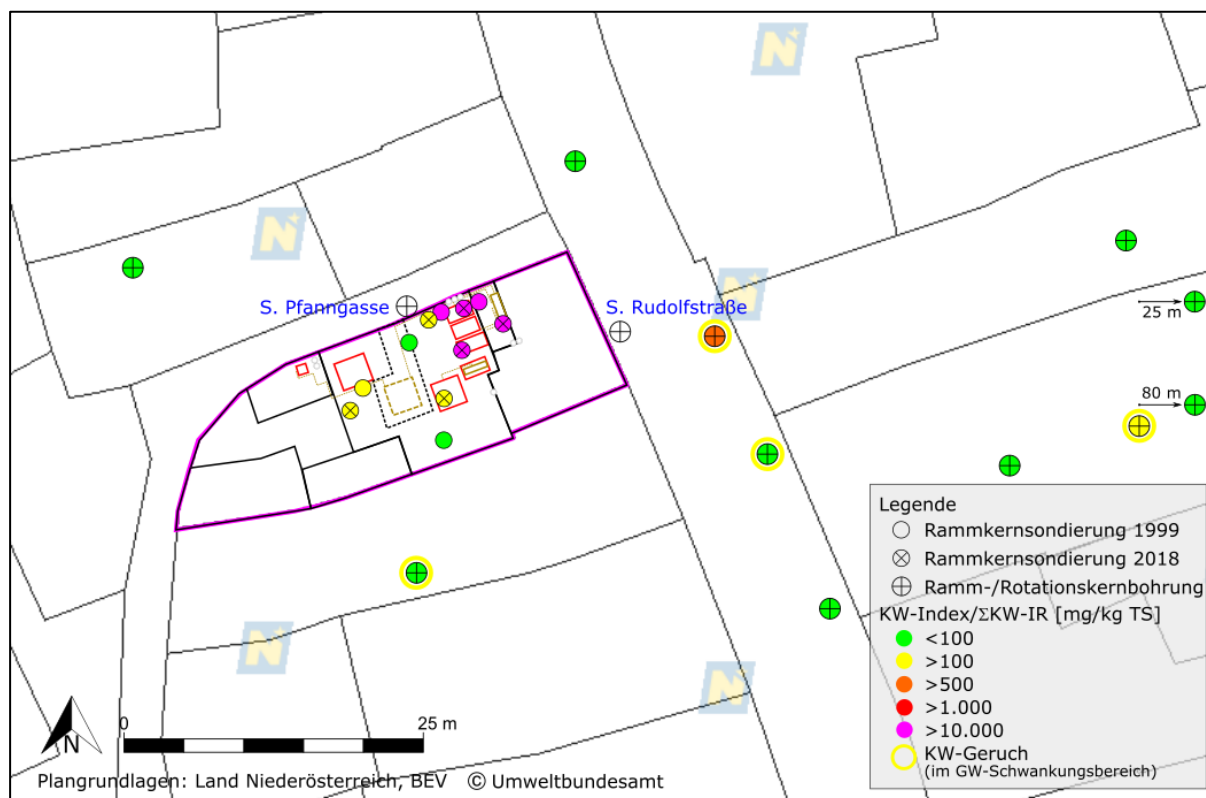 S. Pfanngasse
S. Rudolfstraße
25 m
80 m
Legende
Rammkernsondierung 1999
Rammkernsondierung 2018
Ramm-/Rotationskernbohrung
KW-Index/ΣKW-IR [mg/kg TS]
<100
>100
>500
>1.000
>10.000
KW-Geruch
(im GW-Schwankungsbereich)
N
0
25 m
Plangrundlagen: Land Niederösterreich, BEV © Umweltbundesamt
N
N
N
N
N